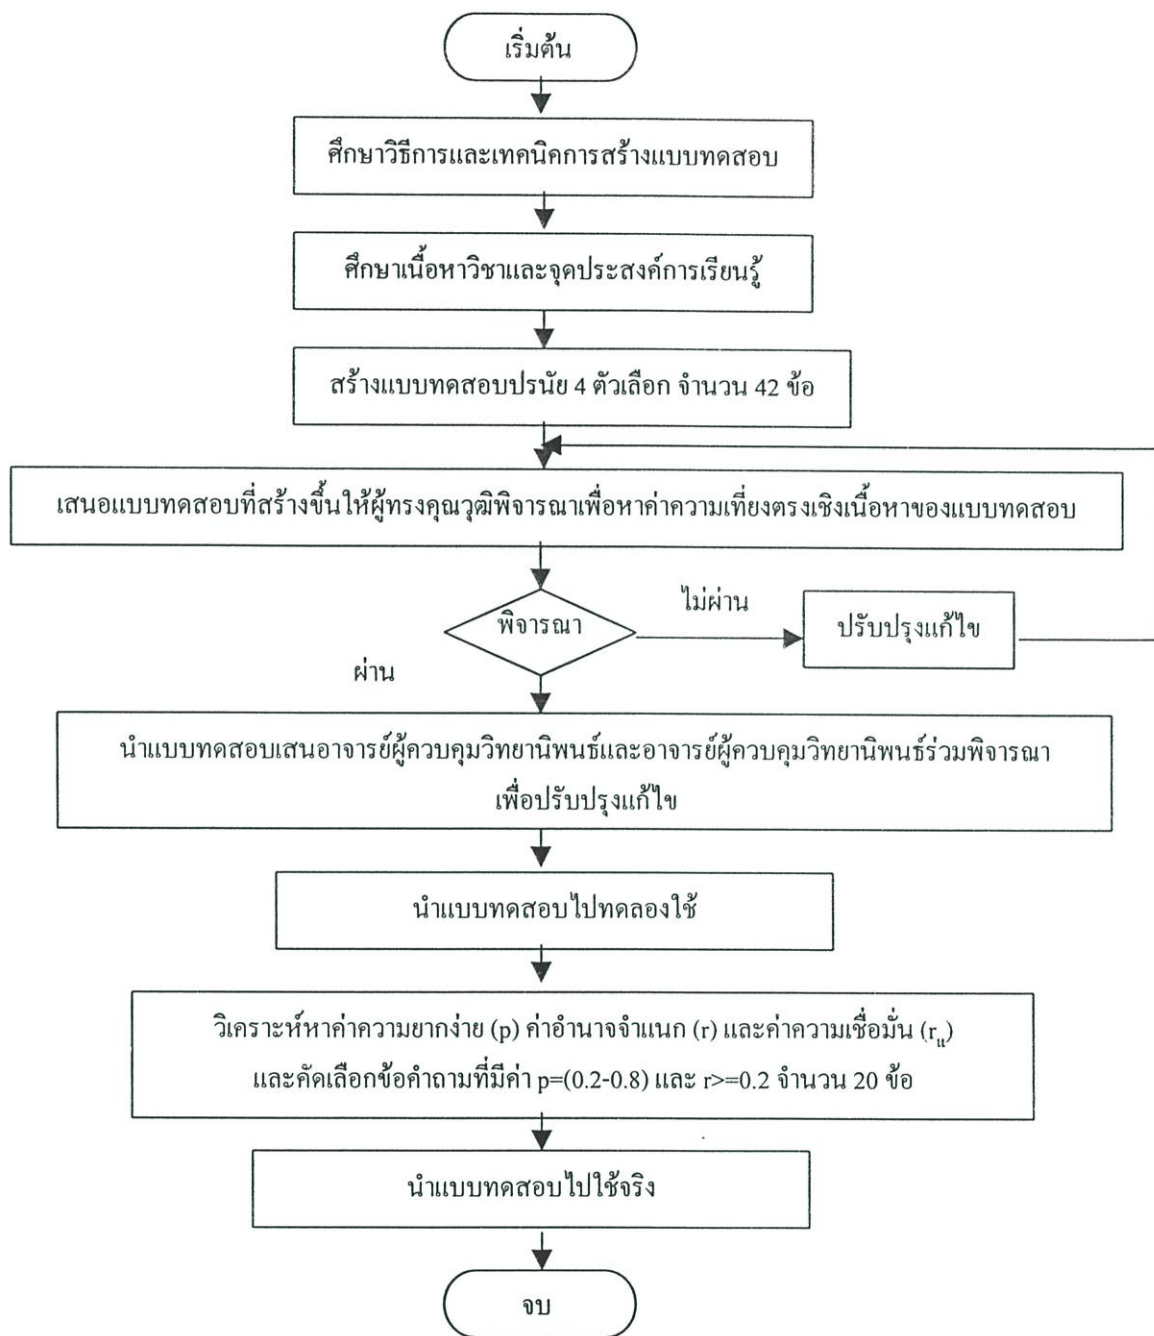 เริ่มต้น
ศึกษาวิธีการและเทคนิคการสร้างแบบทดสอบ
ศึกษาเนื้อหาวิชาและจุดประสงค์การเรียนรู้
สร้างแบบทดสอบปรนัย 4 ตัวเลือก จำนวน 42 ข้อ
เสนอแบบทดสอบที่สร้างขึ้นให้ผู้ทรงคุณวุฒิพิจารณาเพื่อหาค่าความเที่ยงตรงเชิงเนื้อหาของแบบทดสอบ
พิจารณา
ไม่ผ่าน
ปรับปรุงแก้ไข
ผ่าน
นำแบบทดสอบเสนอาจารย์ผู้ควบคุมวิทยานิพนธ์และอาจารย์ผู้ควบคุมวิทยานิพนธ์ร่วมพิจารณา
เพื่อปรับปรุงแก้ไข
นำแบบทดสอบไปทดลองใช้
วิเคราะห์หาค่าความยากง่าย (p) ค่าอำนาจจำแนก (r) และค่าความเชื่อมั่น (rₜₜ)
และคัดเลือกข้อคำถามที่มีค่า p=(0.2-0.8) และ r>=0.2 จำนวน 20 ข้อ
นำแบบทดสอบไปใช้จริง
จบ